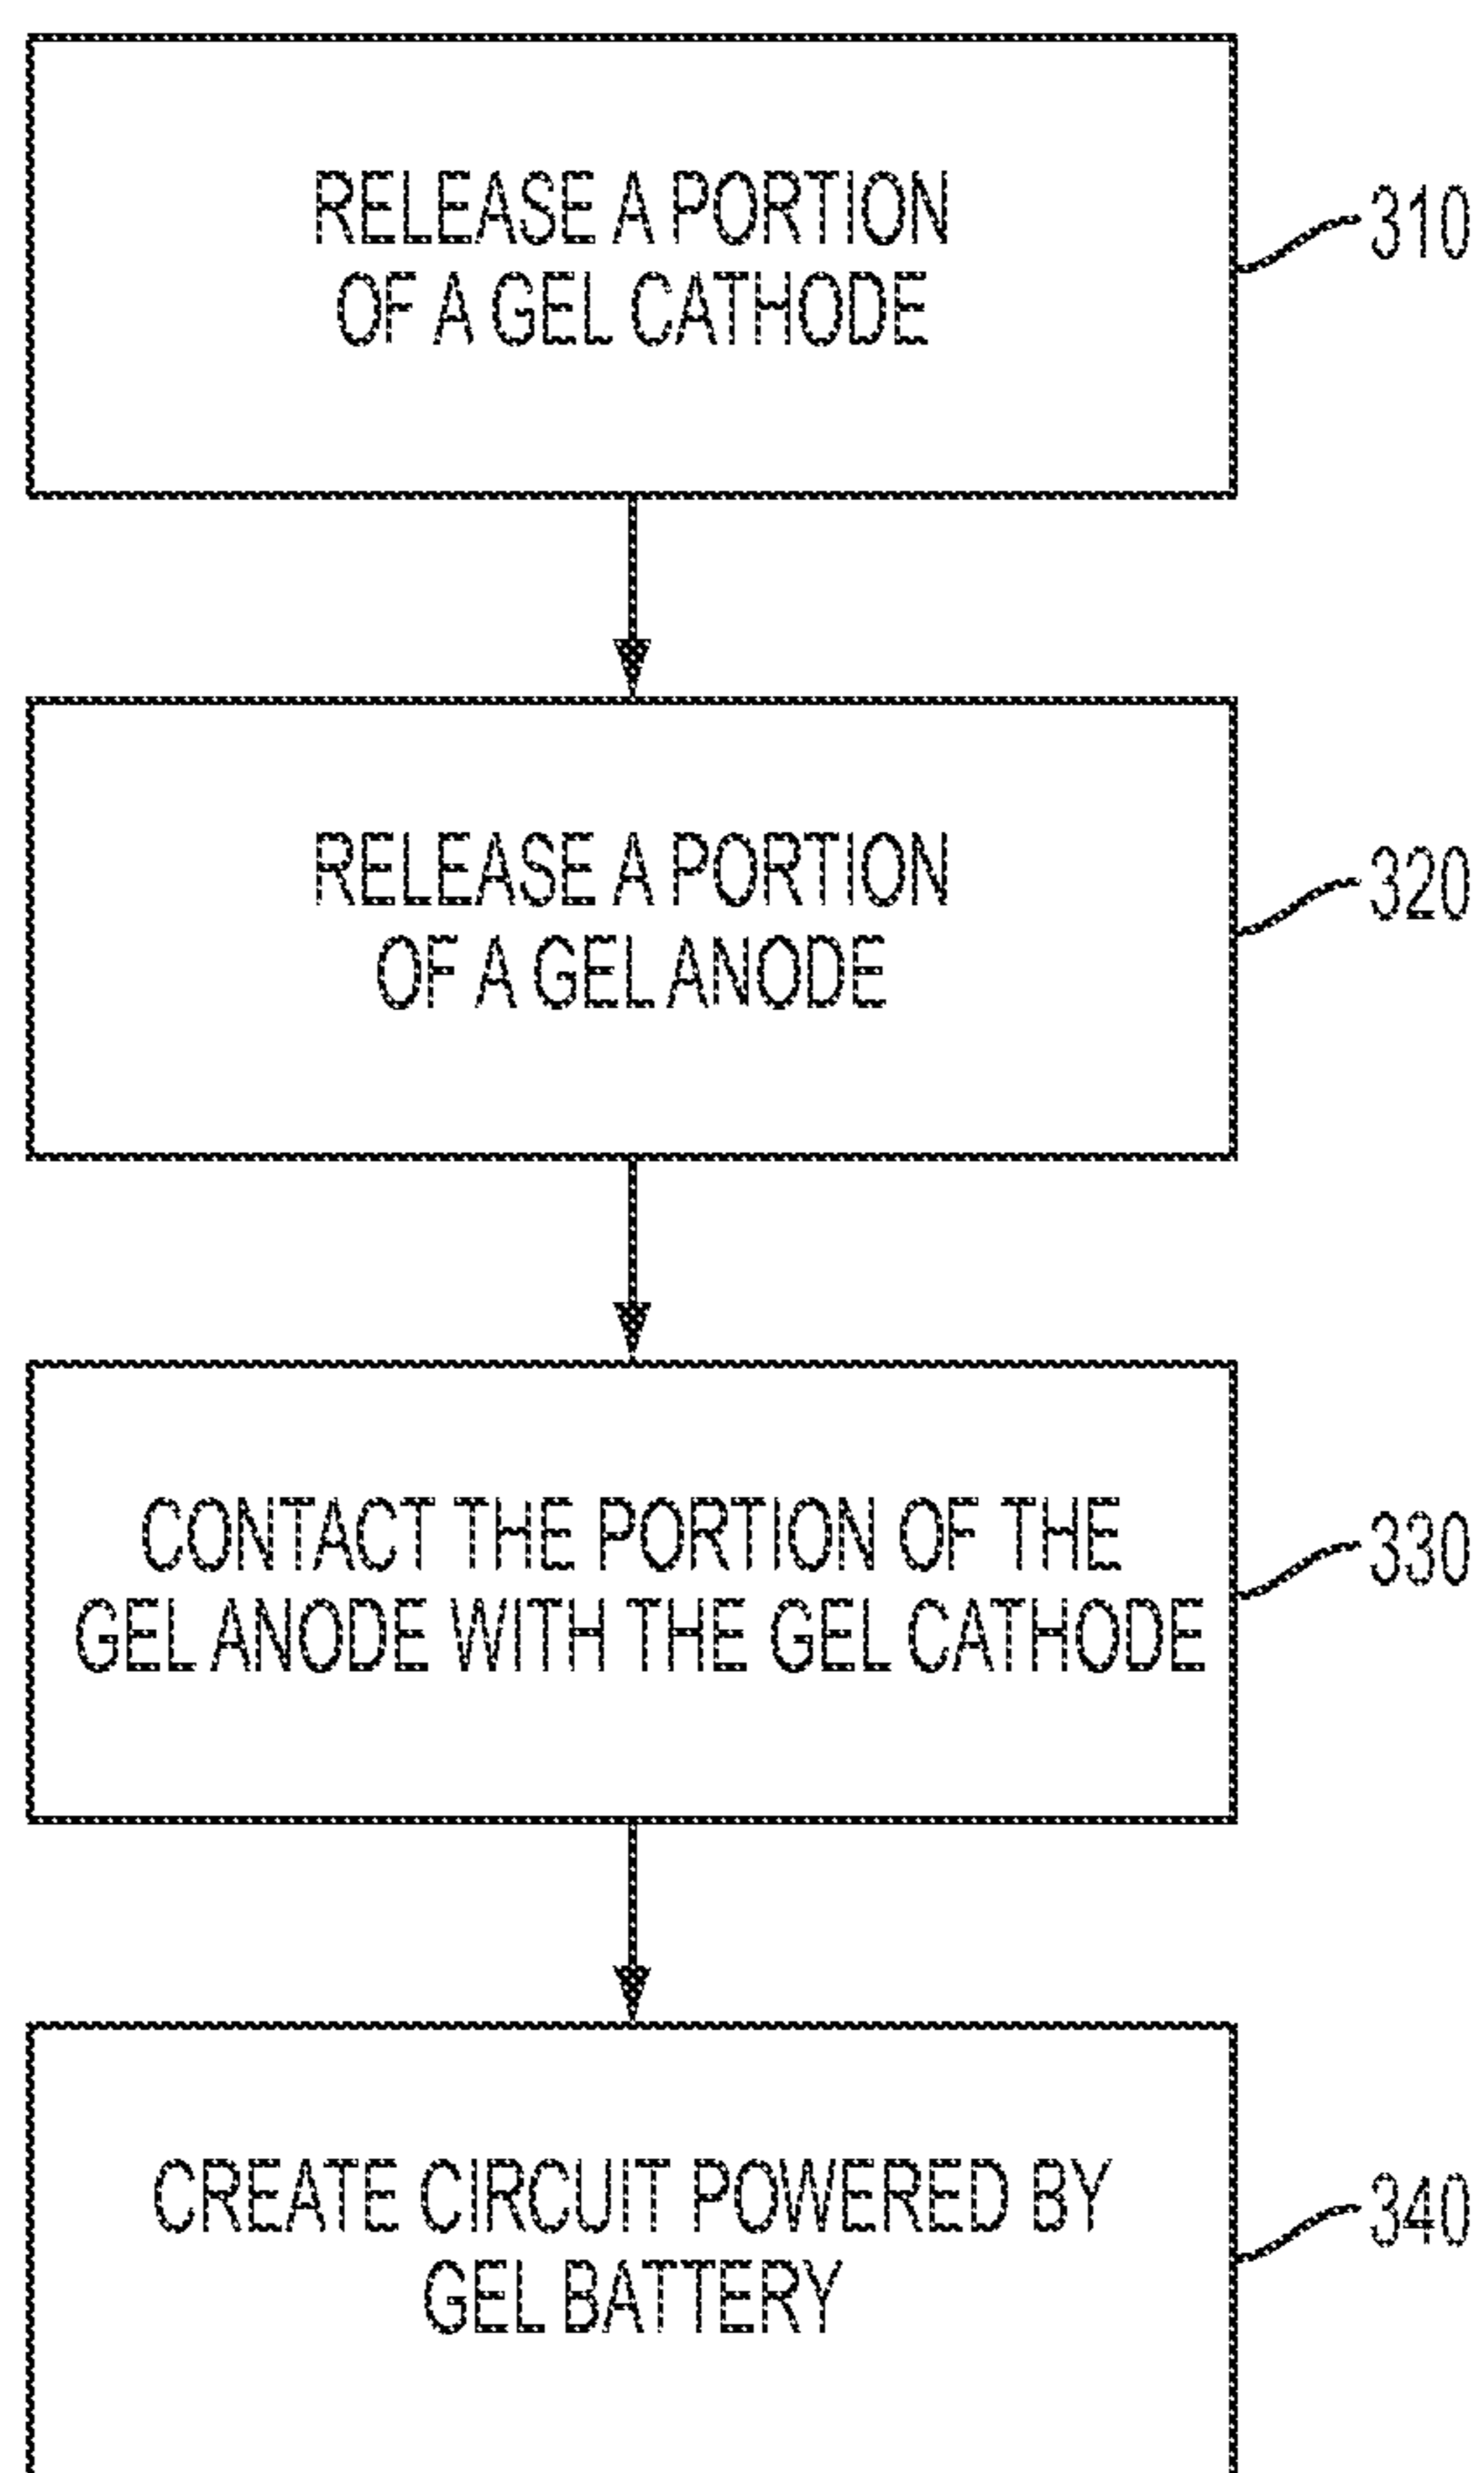 RELEASE A PORTION
OF A GEL CATHODE
310
RELEASE A PORTION
OF A GEL ANODE
320
CONTACT THE PORTION OF THE
GEL ANODE WITH THE GEL CATHODE
330
CREATE CIRCUIT POWERED BY
GEL BATTERY
340